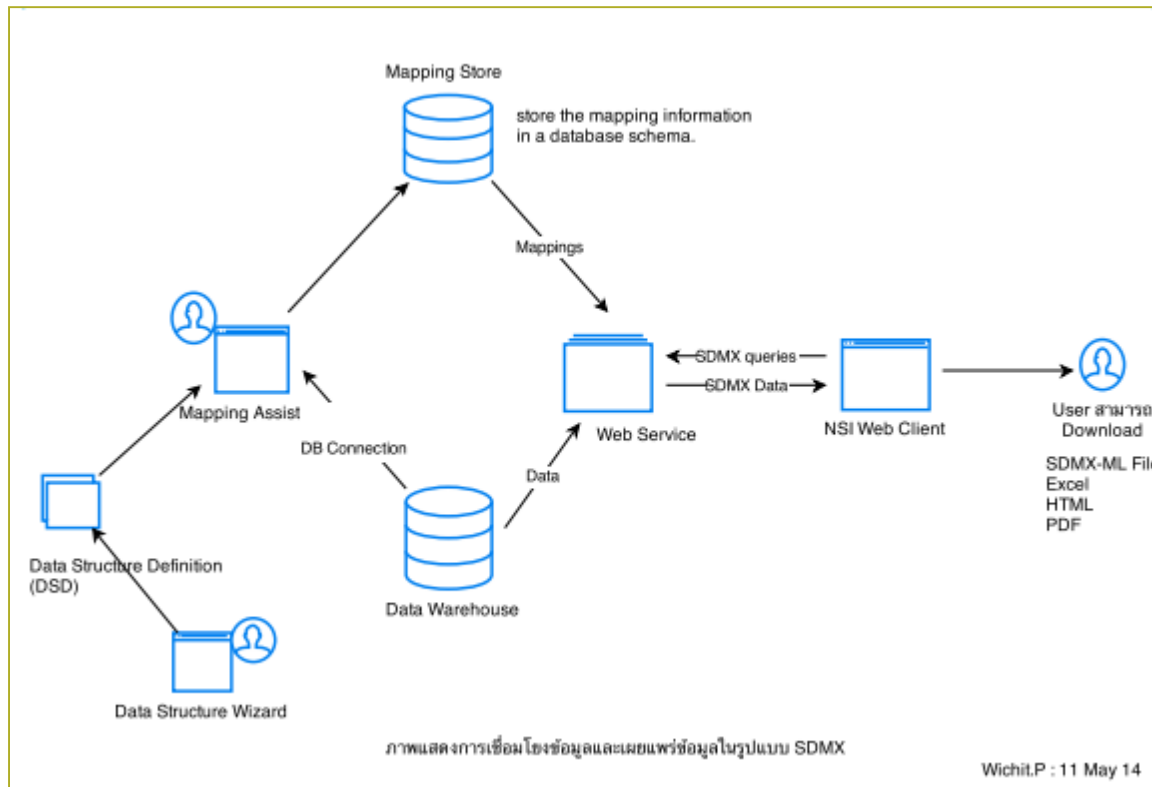 Mapping Store
store the mapping information
in a database schema.
Mappings
SDMX queries
SDMX Data
Mapping Assist
Web Service
NSI Web Client
User สามารถ
Download
SDMX-ML File
Excel
HTML
PDF
DB Connection
Data
Data Structure Definition
(DSD)
Data Warehouse
Data Structure Wizard
ภาพแสดงการเชื่อมโยงข้อมูลและเผยแพร่ข้อมูลในรูปแบบ SDMX
Wichit.P : 11 May 14